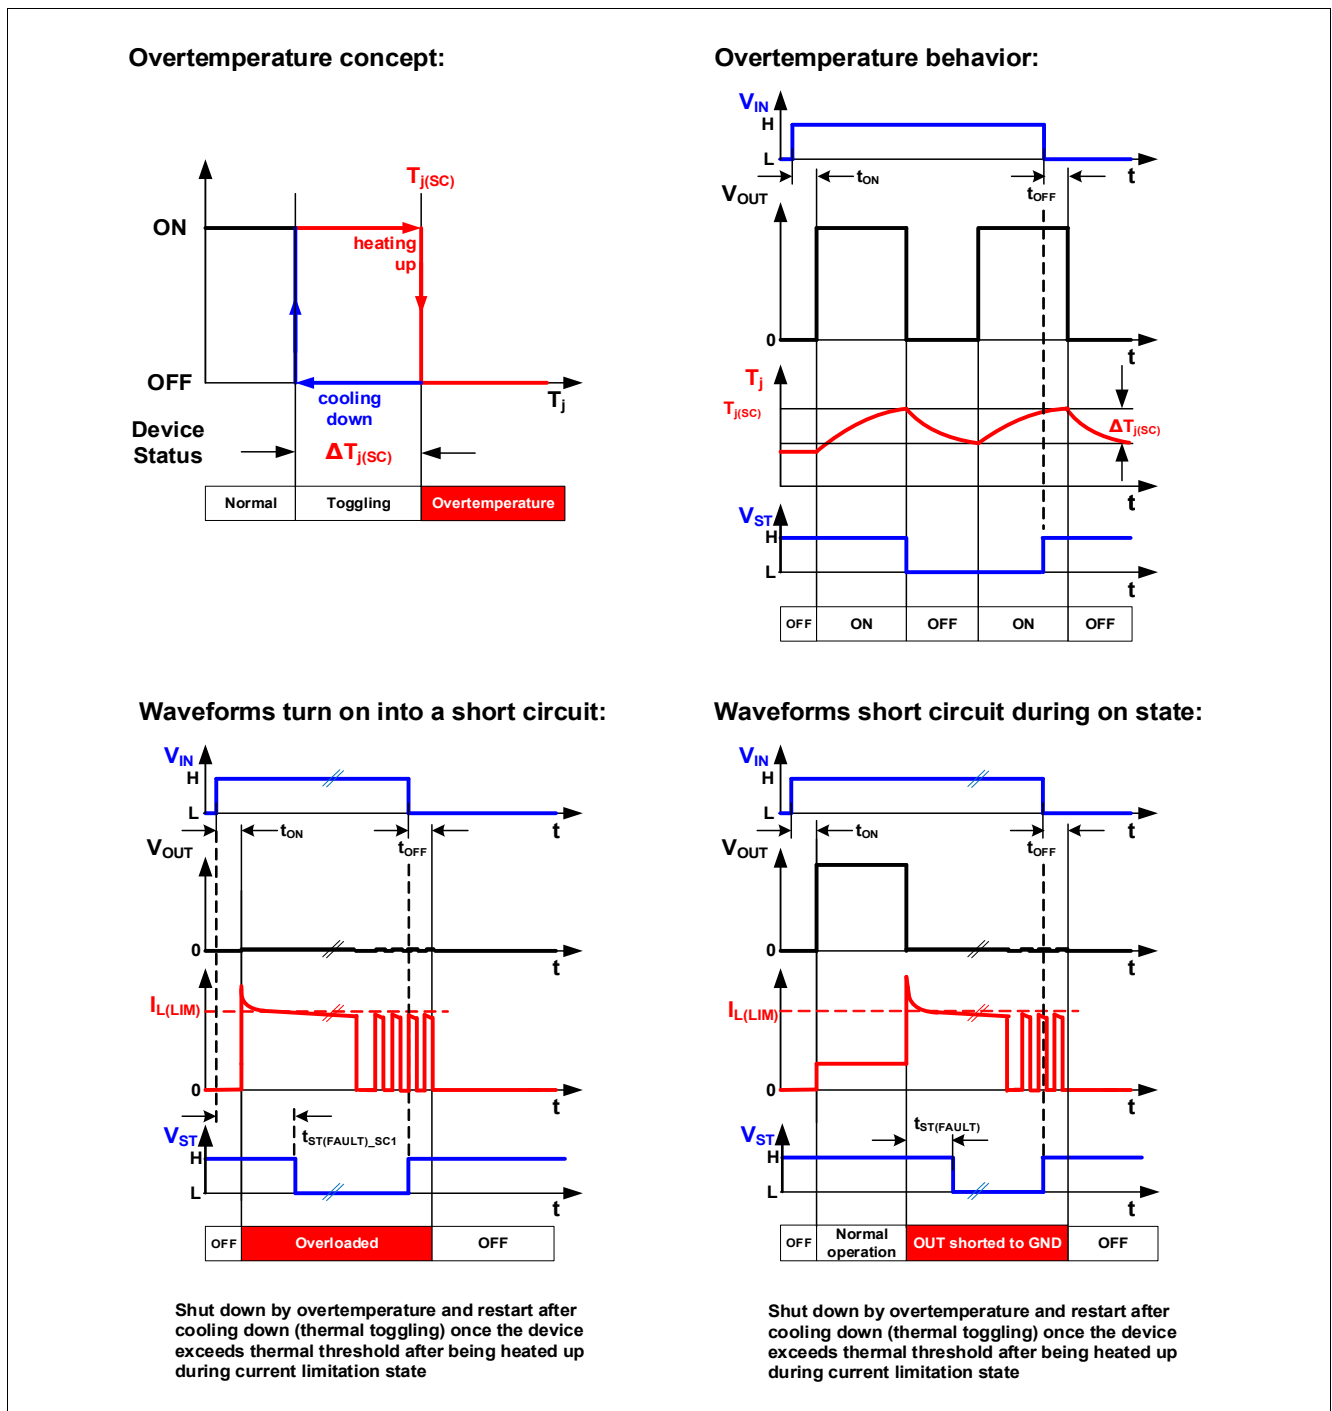 Overtemperature concept:
ON
OFF
Tj(SC)
heating
up
cooling
down
Tj
Device
Status
ΔTj(SC)
Normal
Toggling
Overtemperature
Overtemperature behavior:
VIN
H
L
t
tON
tOFF
VOUT
0
t
Tj
Tj(SC)
ΔTj(SC)
t
VST
H
L
t
OFF
ON
OFF
ON
OFF
Waveforms turn on into a short circuit:
VIN
H
L
t
tON
tOFF
VOUT
0
t
IL(LIM)
0
t
tST(FAULT)_SC1
VST
H
L
t
OFF
Overloaded
OFF
Shut down by overtemperature and restart after
cooling down (thermal toggling) once the device
exceeds thermal threshold after being heated up
during current limitation state
Waveforms short circuit during on state:
VIN
H
L
t
tON
tOFF
VOUT
0
t
IL(LIM)
0
t
tST(FAULT)
VST
H
L
t
OFF
Normal
operation
OUT shorted to GND
OFF
Shut down by overtemperature and restart after
cooling down (thermal toggling) once the device
exceeds thermal threshold after being heated up
during current limitation state